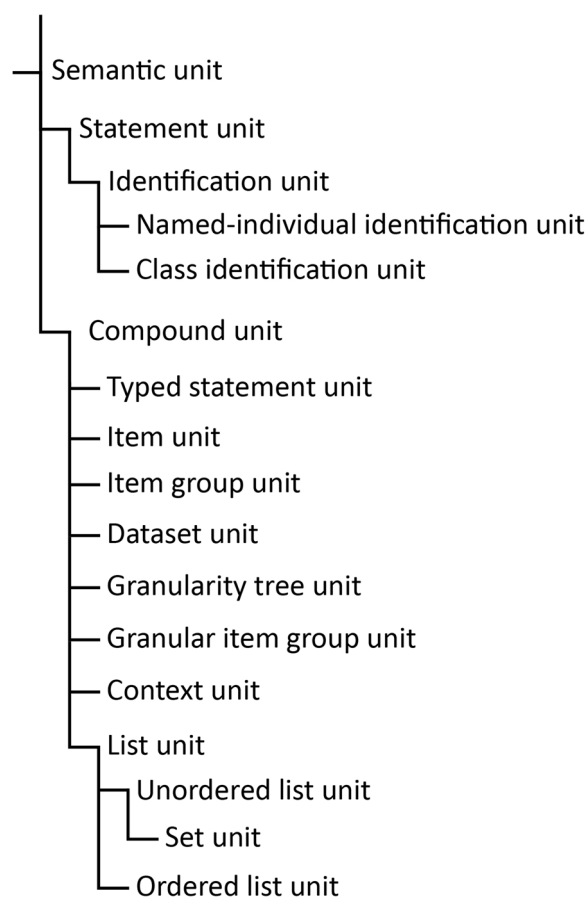 Semantic unit
Statement unit
Identification unit
Named-individual identification unit
Class identification unit
Compound unit
Typed statement unit
Item unit
Item group unit
Dataset unit
Granularity tree unit
Granular item group unit
Context unit
List unit
Unordered list unit
Set unit
Ordered list unit